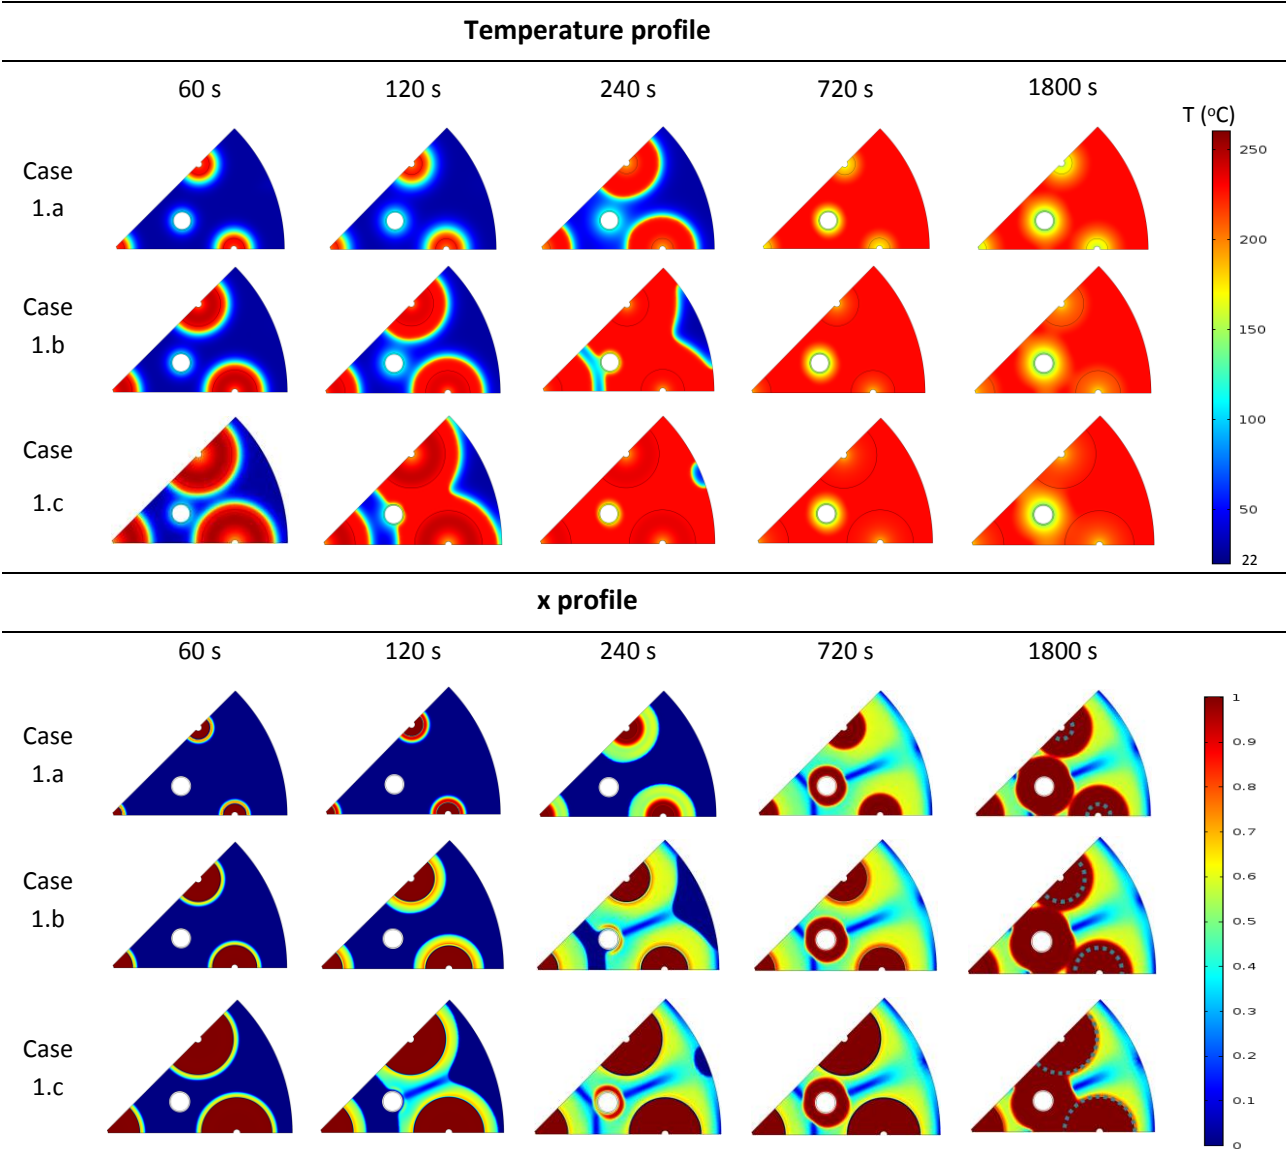 Temperature profile
60 s 120 s 240 s 720 s 1800 s
T (ᵒC)
Case
1.a
Case
1.b
Case
1.c
250
200
150
100
50
22
x profile
60 s 120 s 240 s 720 s 1800 s
Case
1.a
Case
1.b
Case
1.c
1
0.9
0.8
0.7
0.6
0.5
0.4
0.3
0.2
0.1
0